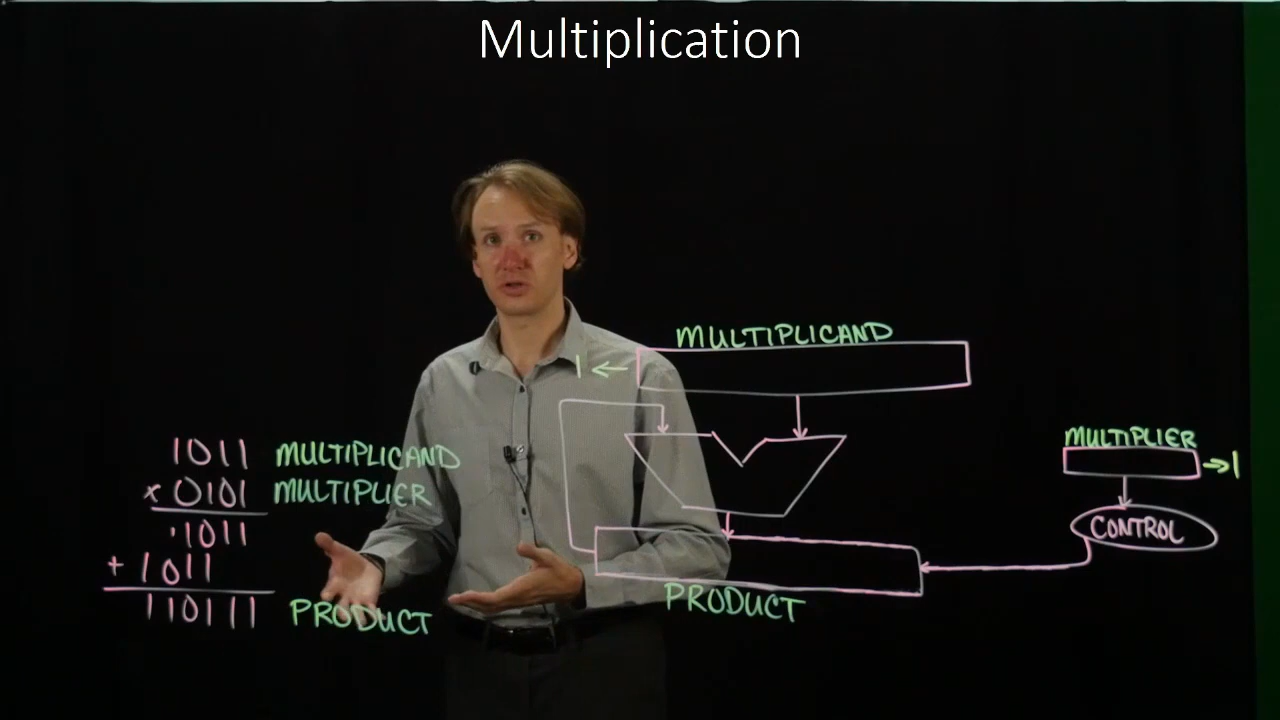 Multiplication
1011 MULTIPLICAND
x 0101 MULTIPLIER
1011
+ 1011
110111 PRODUCT
MULTIPLICAND
1 ←
PRODUCT
MULTIPLIER
→ 1
CONTROL